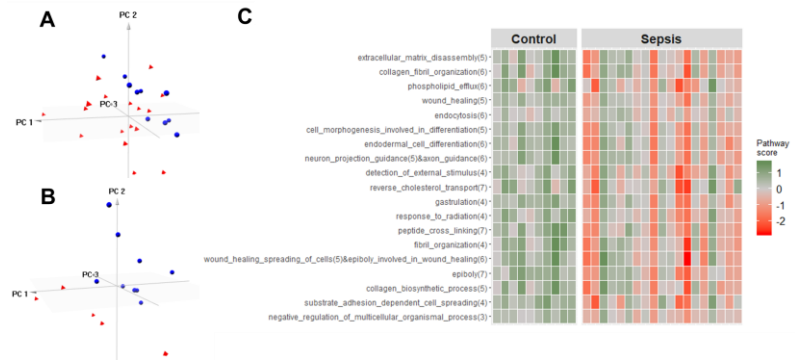 A
PC 2
PC 1
PC-3
B
PC 2
PC-3
PC 1
C
Control
Sepsis
extracellular_matrix_disassembly(5)
collagen_fibril_organization(6)
phospholipid_efflux(6)
wound_healing(5)
endocytosis(6)
cell_morphogenesis_involved_in_differentiation(5)
endodermal_cell_differentiation(6)
neuron_projection_guidance(5)&axon_guidance(6)
detection_of_external_stimulus(4)
reverse_cholesterol_transport(7)
gastrulation(4)
response_to_radiation(4)
peptide_cross_linking(7)
fibril_organization(4)
wound_healing_spreading_of_cells(5)&epiboly_involved_in_wound_healing(6)
epiboly(7)
collagen_biosynthetic_process(5)
substrate_adhesion_dependent_cell_spreading(4)
negative_regulation_of_multicellular_organismal_process(3)
Pathway
score
1
0
-1
-2